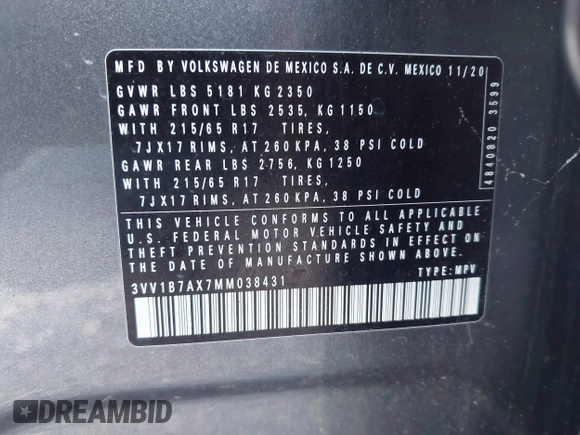 MFD BY VOLKSWAGEN DE MEXICO S.A. DE C.V. MEXICO 11/20
GVWR LBS 5181 KG 2350
GAWR FRONT LBS 2535, KG 1150
WITH 215/65 R17 TIRES,
7JX17 RIMS, AT 260 KPA, 38 PSI COLD
GAWR REAR LBS 2756, KG 1250
WITH 215/65 R17 TIRES,
7JX17 RIMS, AT 260 KPA, 38 PSI COLD
THIS VEHICLE CONFORMS TO ALL APPLICABLE
U.S. FEDERAL MOTOR VEHICLE SAFETY AND
THEFT PREVENTION STANDARDS IN EFFECT ON
THE DATE OF MANUFACTURE SHOWN ABOVE.
3VV1B7AX7MM038431 TYPE: MPV
4840820 3599
DREAMBID